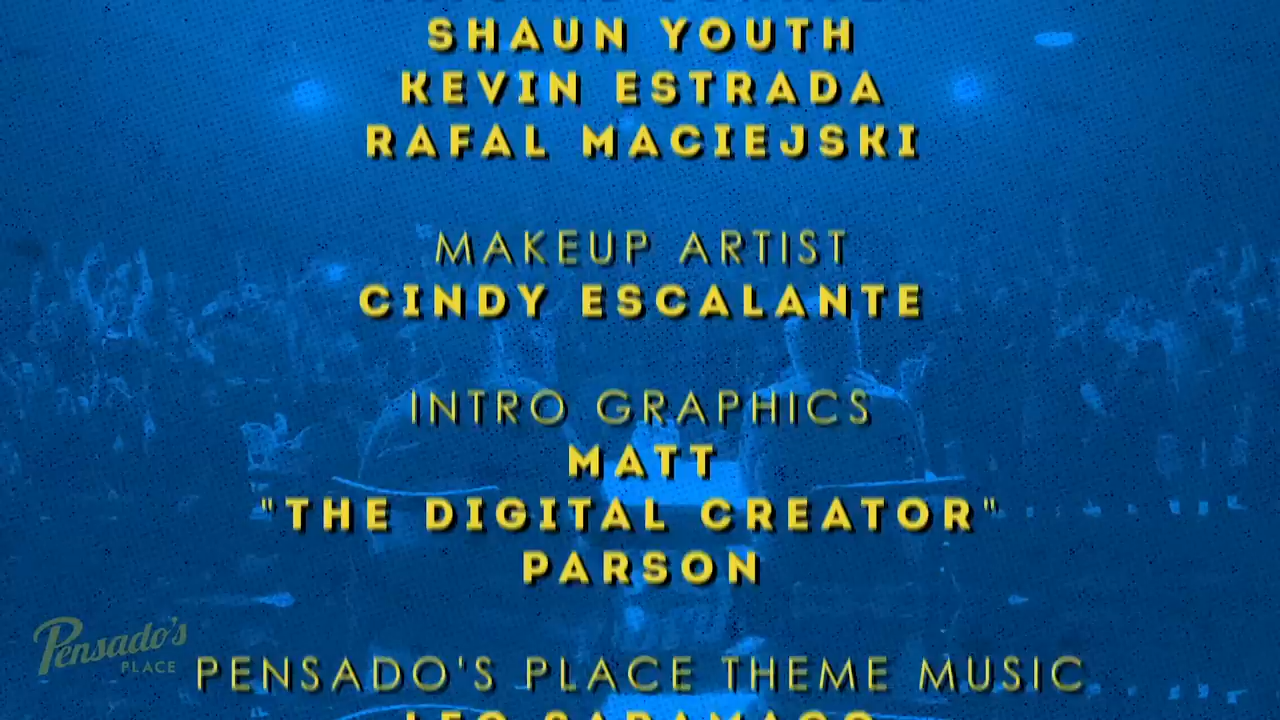 SHAUN YOUTH
KEVIN ESTRADA
RAFAL MACIEJSKI
MAKEUP ARTIST
CINDY ESCALANTE
INTRO GRAPHICS
MATT
"THE DIGITAL CREATOR"
PARSON
Pensado's
PLACE
PENSADO'S PLACE THEME MUSIC